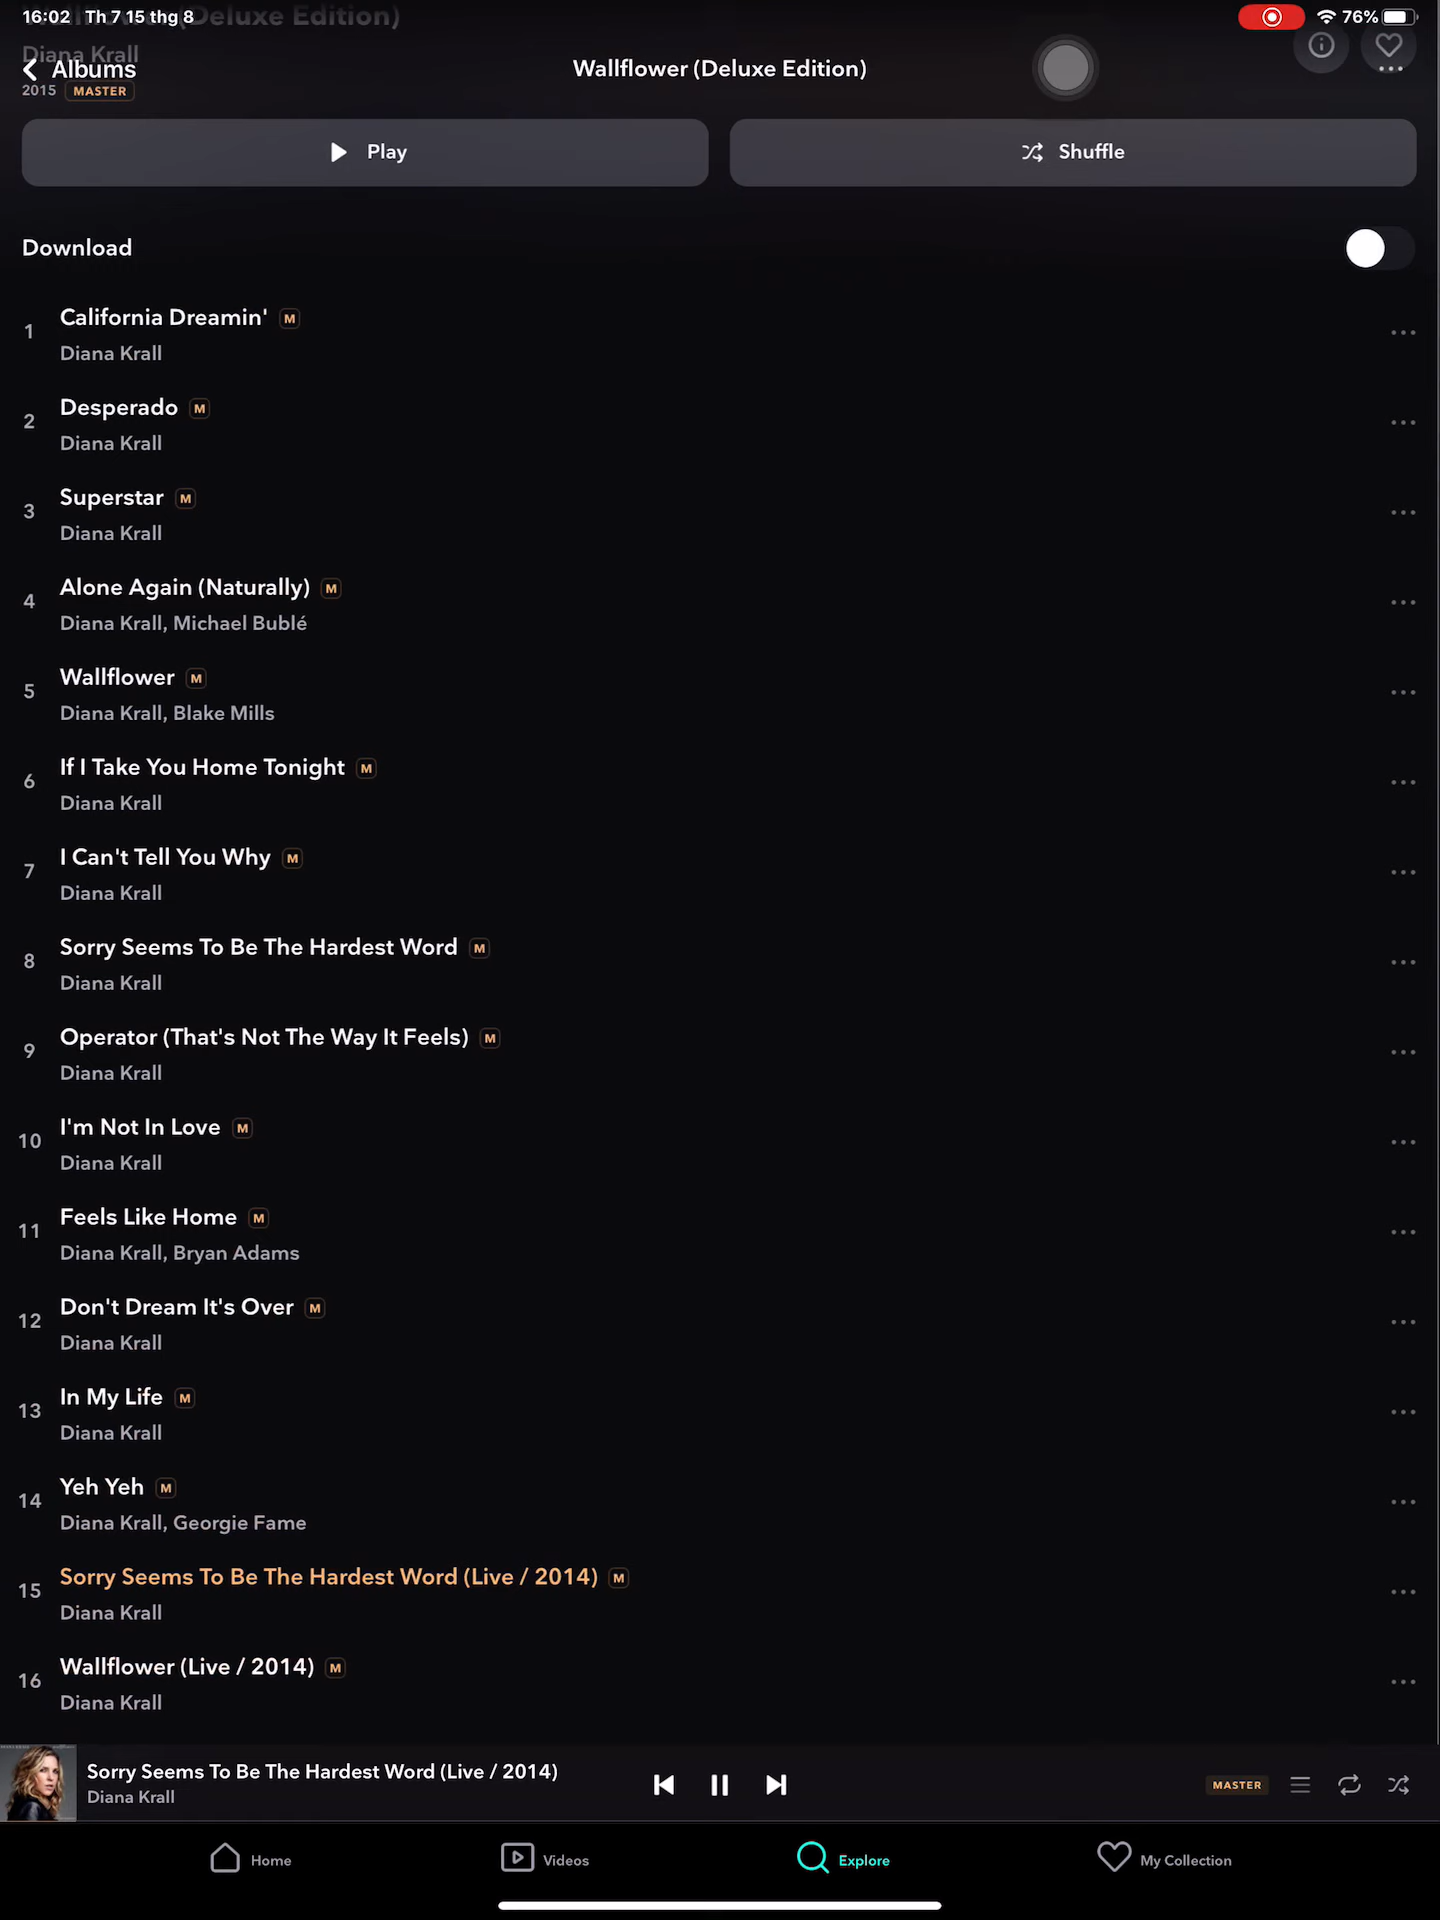 16:02 Th 7 15 thg 8
76%
Wallflower (Deluxe Edition)
Diana Krall
Albums
Wallflower (Deluxe Edition)
2015 MASTER
Play
Shuffle
Download
1
California Dreamin' M
Diana Krall
2
Desperado M
Diana Krall
3
Superstar M
Diana Krall
4
Alone Again (Naturally) M
Diana Krall, Michael Bublé
5
Wallflower M
Diana Krall, Blake Mills
6
If I Take You Home Tonight M
Diana Krall
7
I Can't Tell You Why M
Diana Krall
8
Sorry Seems To Be The Hardest Word M
Diana Krall
9
Operator (That's Not The Way It Feels) M
Diana Krall
10
I'm Not In Love M
Diana Krall
11
Feels Like Home M
Diana Krall, Bryan Adams
12
Don't Dream It's Over M
Diana Krall
13
In My Life M
Diana Krall
14
Yeh Yeh M
Diana Krall, Georgie Fame
15
Sorry Seems To Be The Hardest Word (Live / 2014) M
Diana Krall
16
Wallflower (Live / 2014) M
Diana Krall
Sorry Seems To Be The Hardest Word (Live / 2014)
Diana Krall
MASTER
Home
Videos
Explore
My Collection